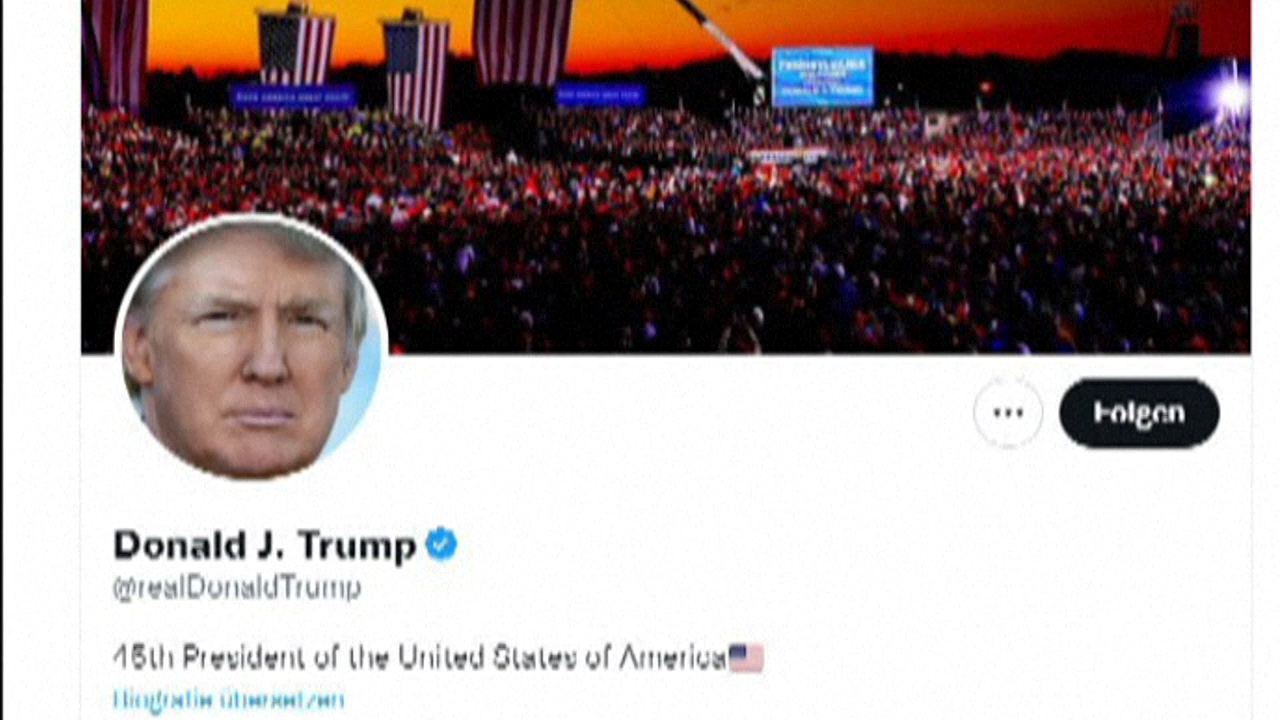 Folgen
Donald J. Trump
@realDonaldTrump
45th President of the United States of America
Biografie übersetzen